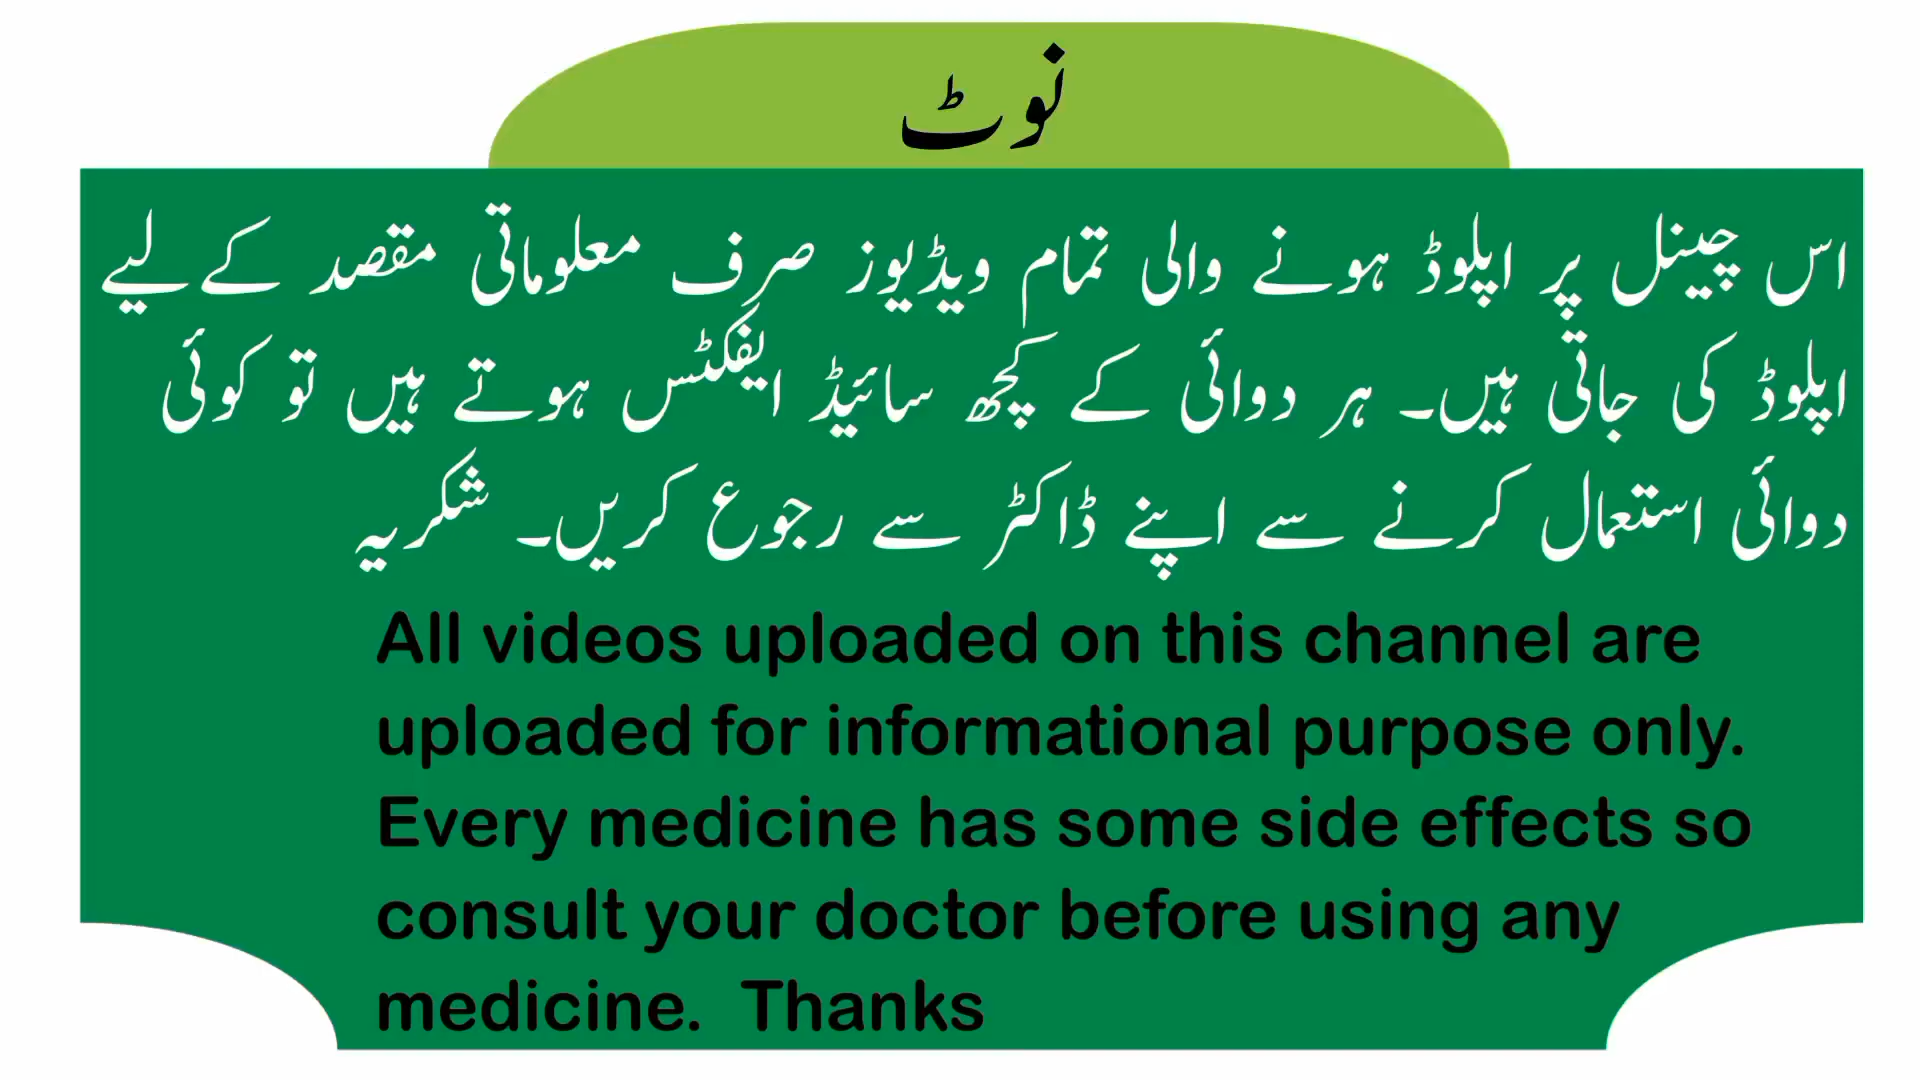 نوٹ
اس چینل پر اپلوڈ ہونے والی تمام ویڈیوز صرف معلوماتی مقصد کے لیے
اپلوڈ کی جاتی ہیں۔ ہر دوائی کے کچھ سائیڈ ایفکٹس ہوتے ہیں تو کوئی
دوائی استعمال کرنے سے اپنے ڈاکٹر سے رجوع کریں۔ شکریہ
All videos uploaded on this channel are
uploaded for informational purpose only.
Every medicine has some side effects so
consult your doctor before using any
medicine.  Thanks